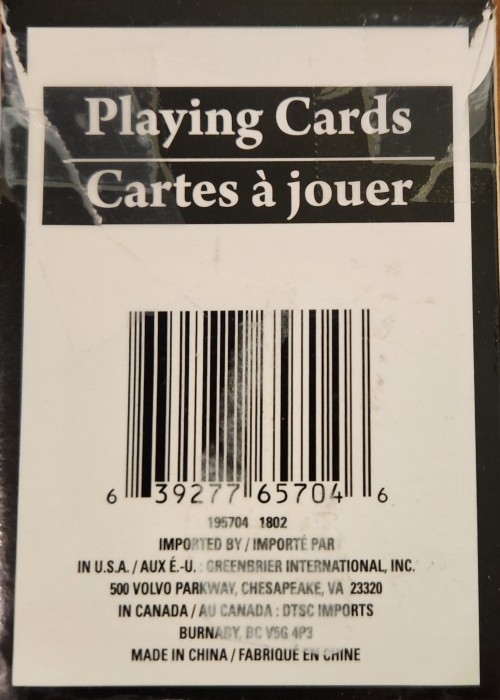 Playing Cards
Cartes à jouer
6 39277 65704 6
195704 1802
IMPORTED BY / IMPORTÉ PAR
IN U.S.A. / AUX É.-U. : GREENBRIER INTERNATIONAL, INC.
500 VOLVO PARKWAY, CHESAPEAKE, VA 23320
IN CANADA / AU CANADA : DTSC IMPORTS
BURNABY, BC V5G 4P3
MADE IN CHINA / FABRIQUÉ EN CHINE